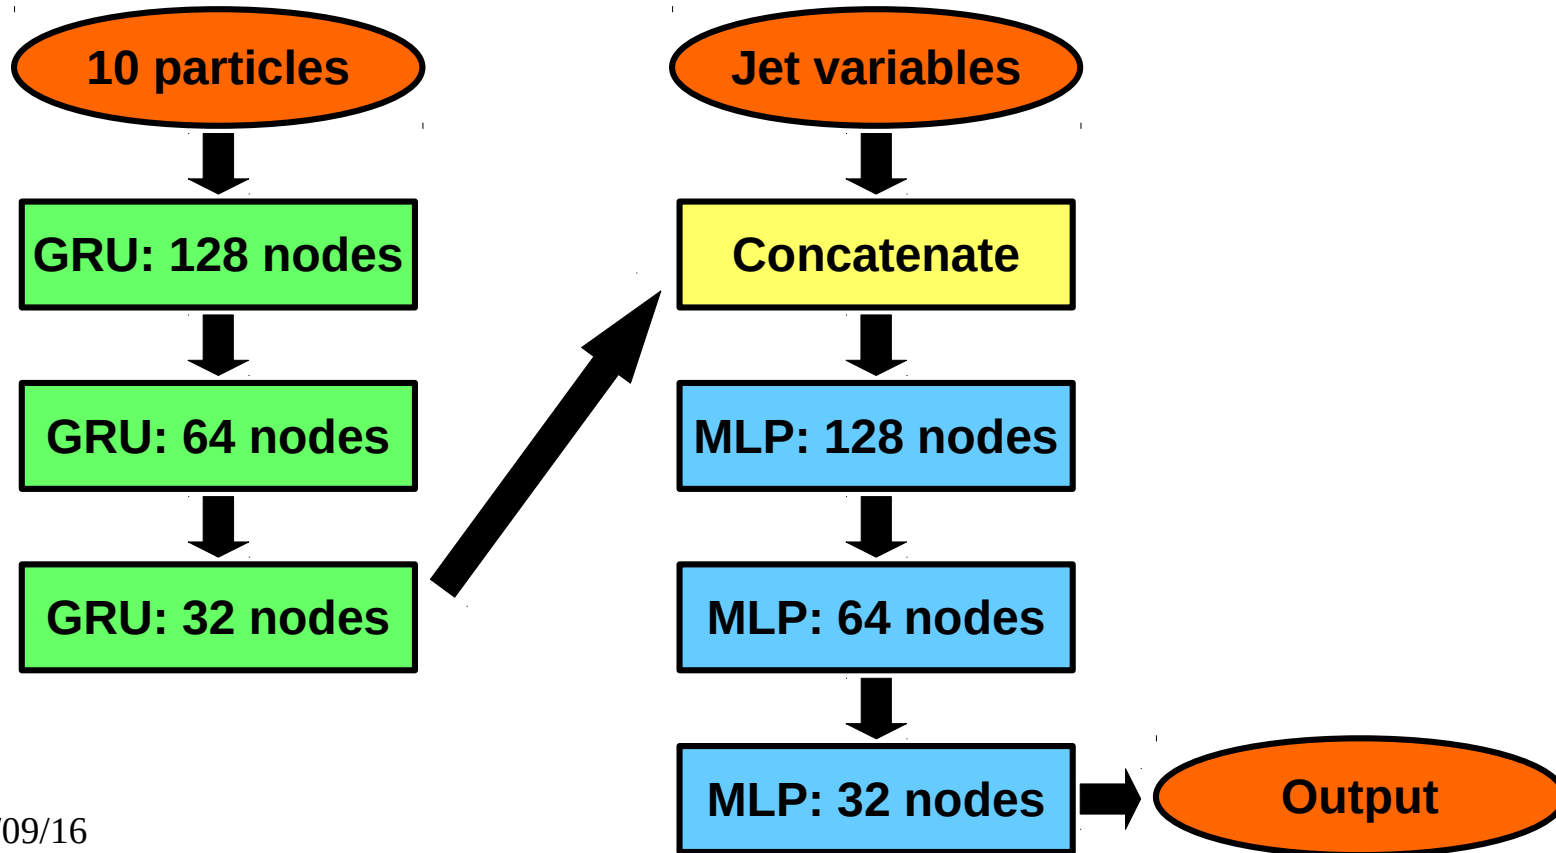 10 particles
GRU: 128 nodes
GRU: 64 nodes
GRU: 32 nodes
Jet variables
Concatenate
MLP: 128 nodes
MLP: 64 nodes
MLP: 32 nodes
Output
/09/16